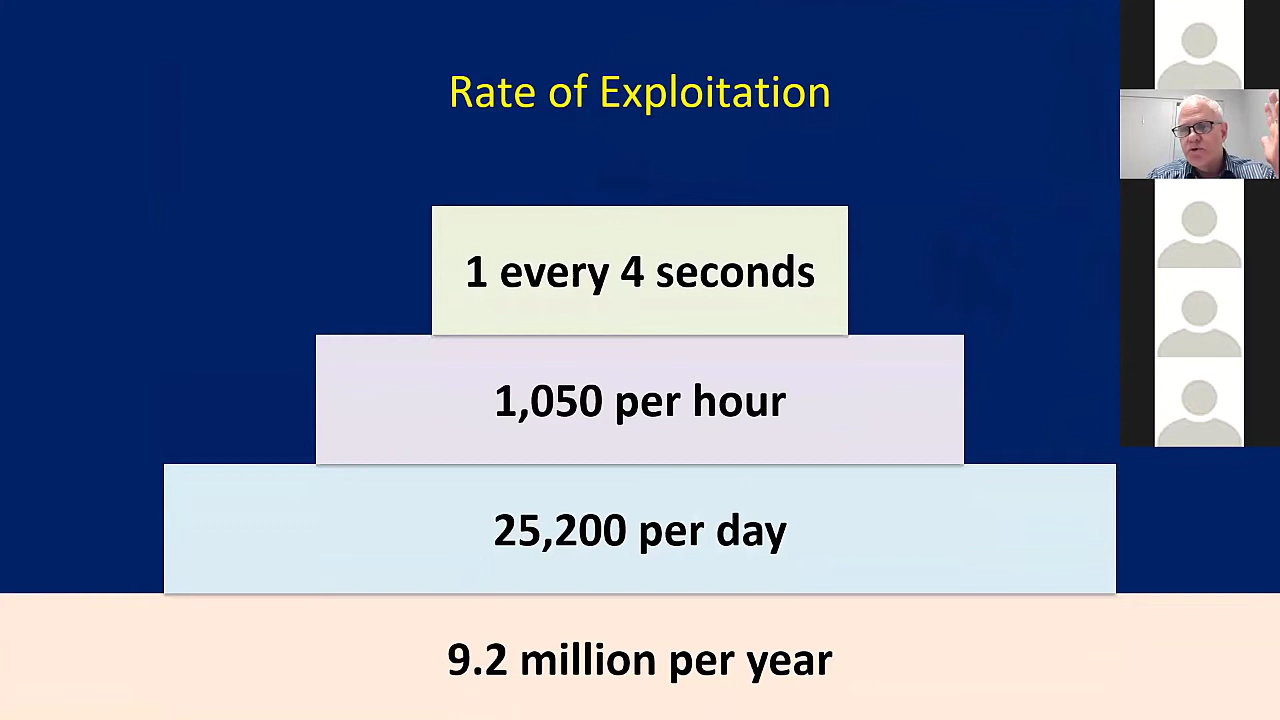 Rate of Exploitation
1 every 4 seconds
1,050 per hour
25,200 per day
9.2 million per year